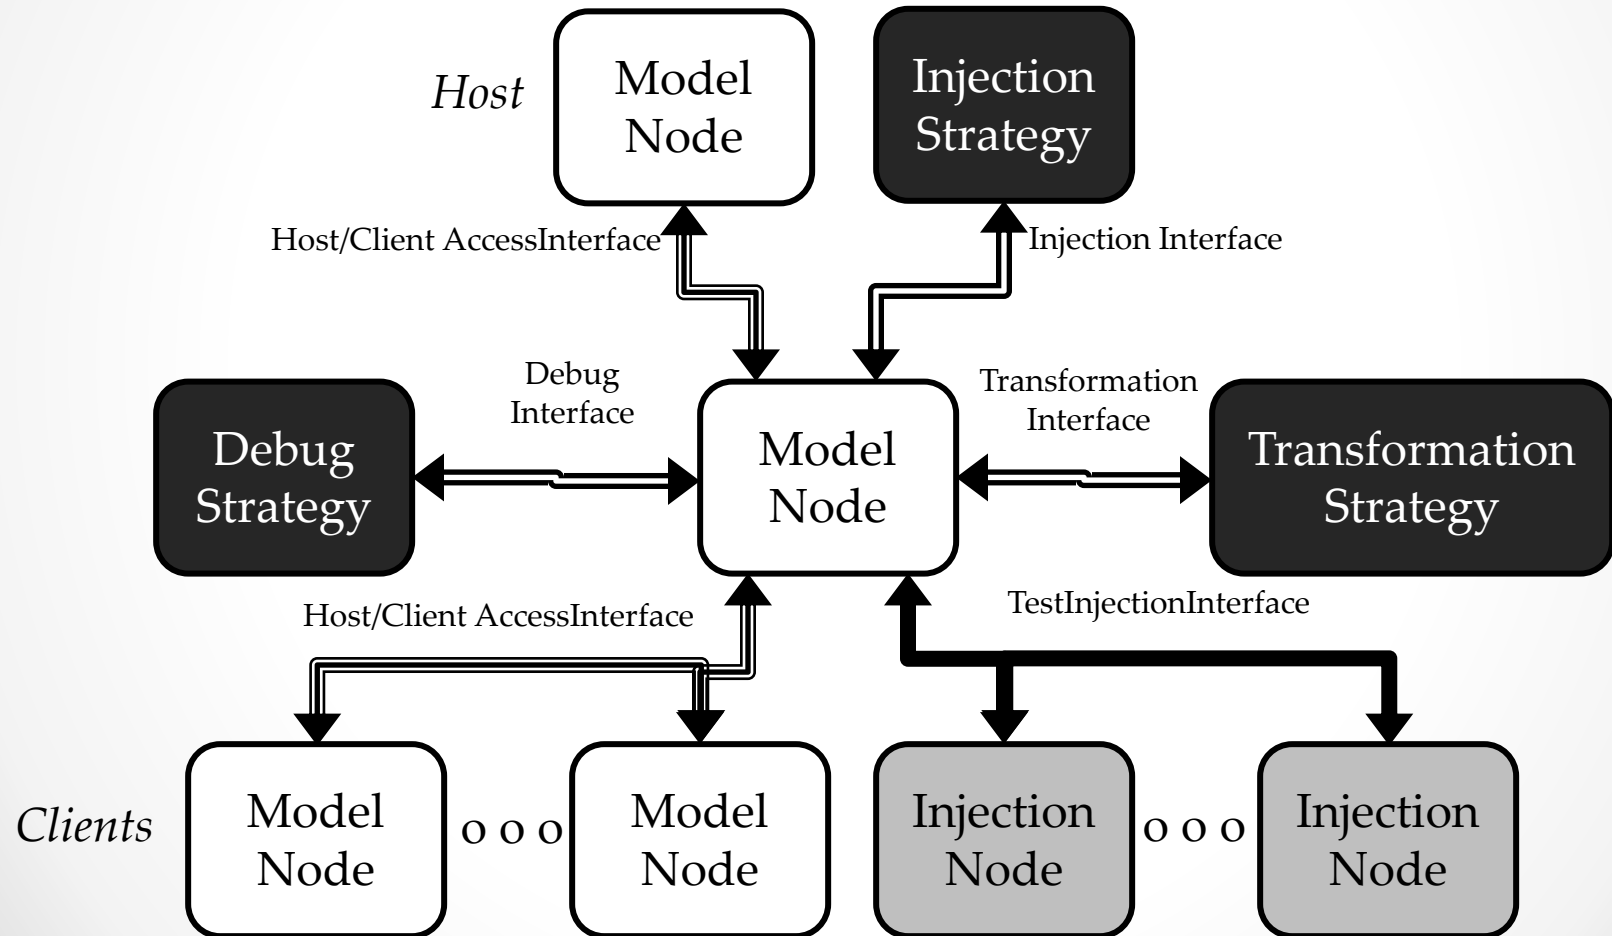 Host
Model
Node
Injection
Strategy
Host/Client AccessInterface
Injection Interface
Debug
Interface
Transformation
Interface
Debug
Strategy
Model
Node
Transformation
Strategy
Host/Client AccessInterface
TestInjectionInterface
Clients
Model
Node
o o o
Model
Node
Injection
Node
o o o
Injection
Node